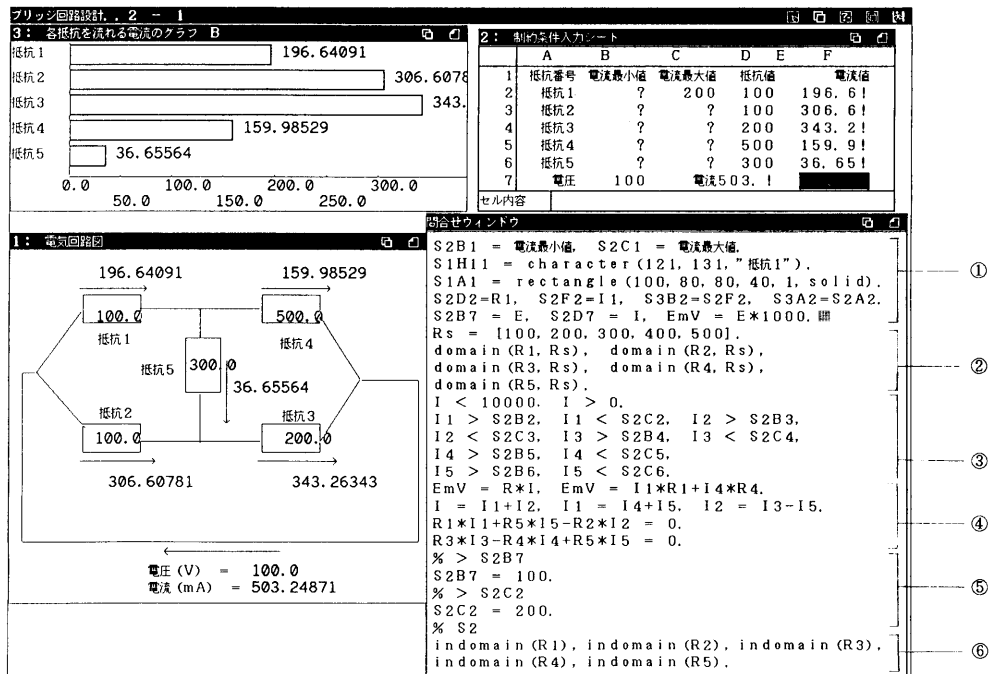 ブリッジ回路設計．．2 － 1
3： 各抵抗を流れる電流のグラフ B
抵抗1 196.64091
抵抗2 306.6078
抵抗3 343.
抵抗4 159.98529
抵抗5 36.65564
0.0 100.0 200.0 300.0
50.0 150.0 250.0
2： 制約条件入力シート
A B C D E F
1 抵抗番号 電流最小値 電流最大値 抵抗値 電流値
2 抵抗1 ? 200 100 196.6!
3 抵抗2 ? ? 100 306.6!
4 抵抗3 ? ? 200 343.2!
5 抵抗4 ? ? 500 159.9!
6 抵抗5 ? ? 300 36.65!
7 電圧 100 電流503.!
セル内容
1： 電気回路図
196.64091 159.98529
100.0 500.0
抵抗1 抵抗4
抵抗5 300.0
36.65564
抵抗2 抵抗3
100.0 200.0
306.60781 343.26343
電圧(V) = 100.0
電流(mA) = 503.24871
問合せウィンドウ
S2B1 = 電流最小値, S2C1 = 電流最大値,
S1H11 = character(121,131,"抵抗1"),
S1A1 = rectangle(100,80,80,40,1,solid),
S2D2=R1, S2F2=I1, S3B2=S2F2, S3A2=S2A2,
S2B7 = E, S2D7 = I, EmV = E*1000.
①
Rs = [100,200,300,400,500],
domain(R1,Rs), domain(R2,Rs),
domain(R3,Rs), domain(R4,Rs),
domain(R5,Rs),
②
I < 10000, I > 0,
I1 > S2B2, I1 < S2C2, I2 > S2B3,
I2 < S2C3, I3 > S2B4, I3 < S2C4,
I4 > S2B5, I4 < S2C5,
I5 > S2B6, I5 < S2C6,
③
EmV = R*I, EmV = I1*R1+I4*R4,
I = I1+I2, I1 = I4+I5, I2 = I3-I5,
R1*I1+R5*I5-R2*I2 = 0,
R3*I3-R4*I4+R5*I5 = 0.
④
% > S2B7
S2B7 = 100.
% > S2C2
S2C2 = 200.
% S2
⑤
indomain(R1),indomain(R2),indomain(R3),
indomain(R4),indomain(R5).
⑥